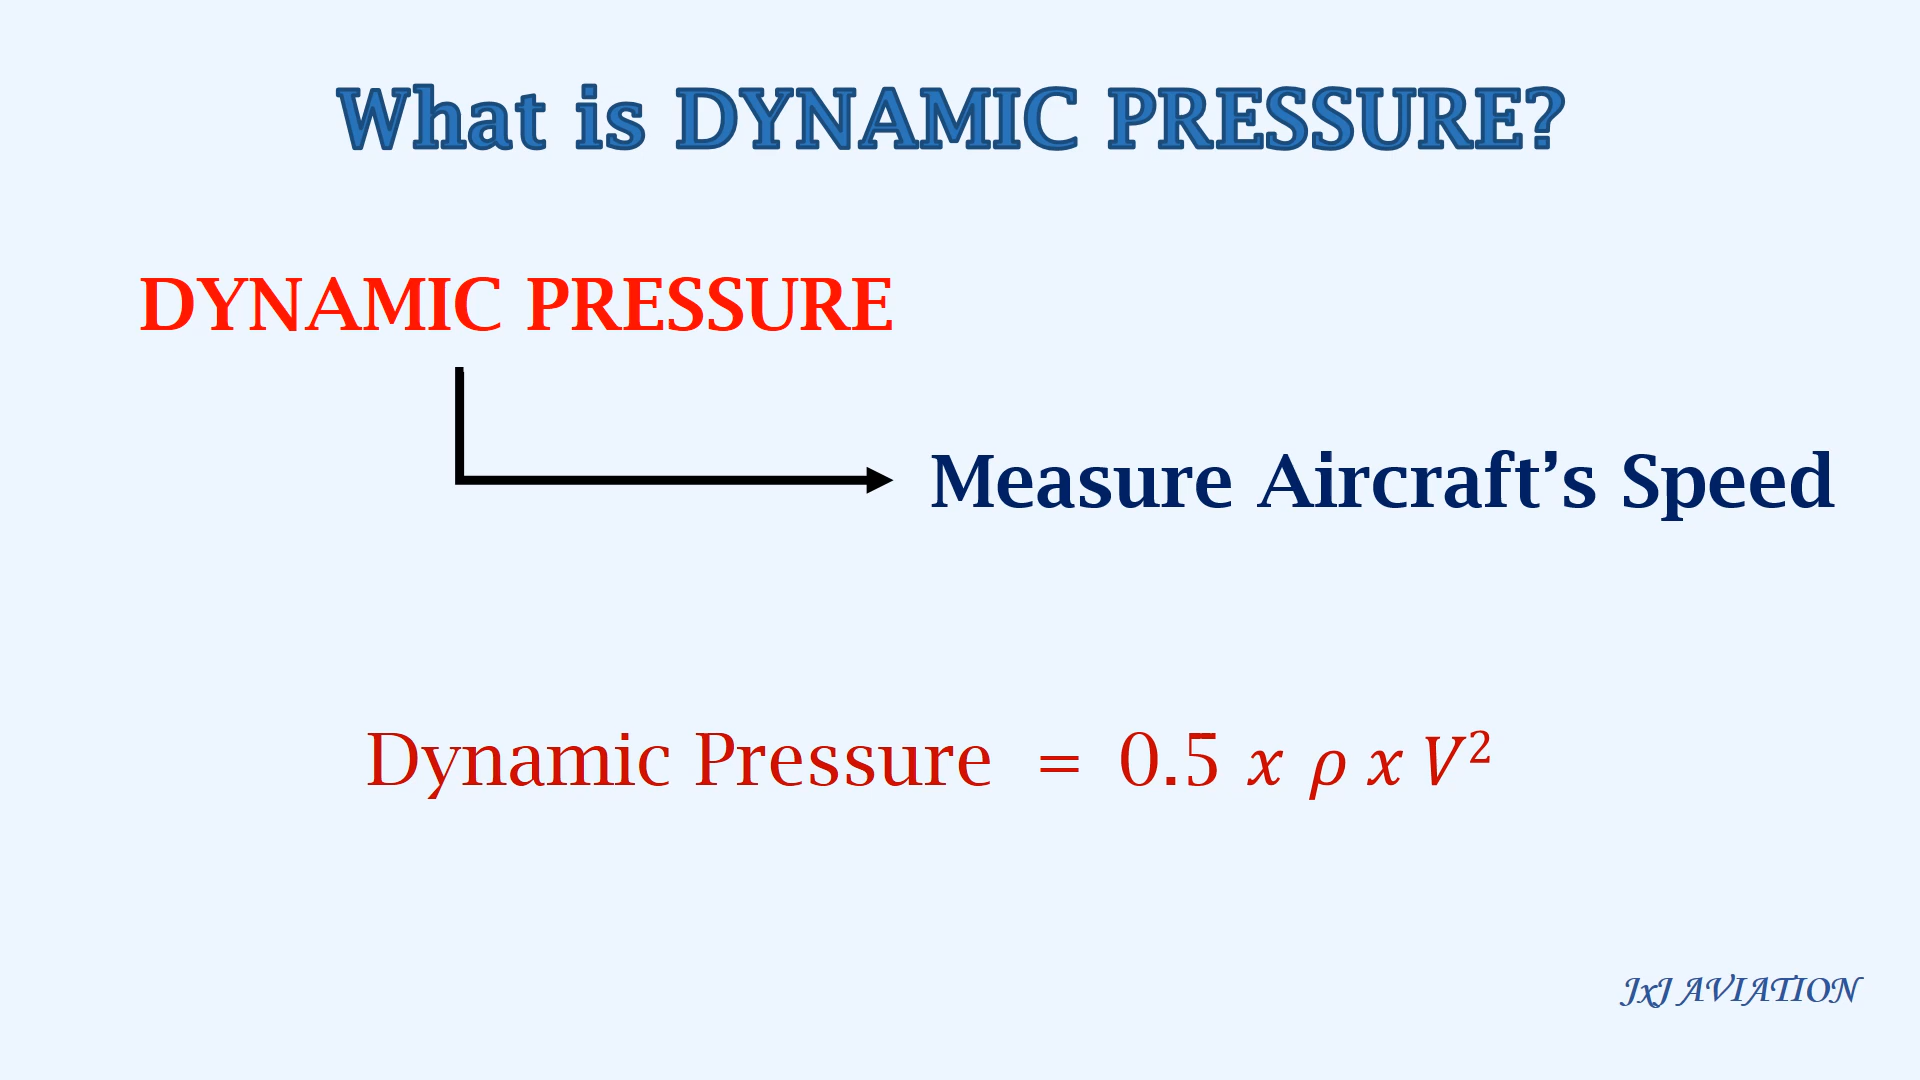 What is DYNAMIC PRESSURE?
DYNAMIC PRESSURE
Measure Aircraft’s Speed
Dynamic Pressure = 0.5 x ρ x V²
JxJ AVIATION